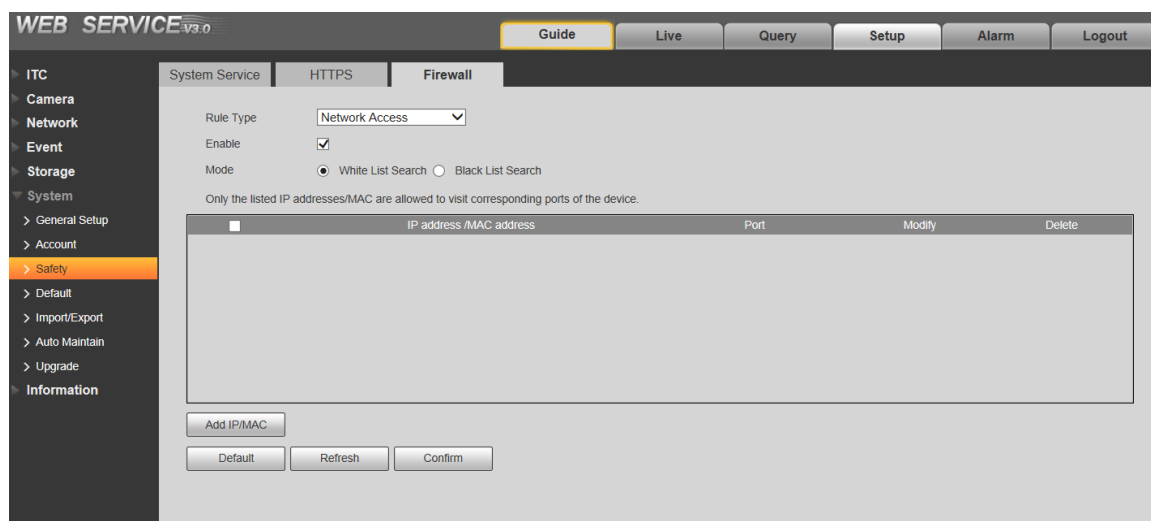 WEB SERVICE V3.0
Guide Live Query Setup Alarm Logout
System Service HTTPS Firewall
ITC
Camera
Network
Event
Storage
System
> General Setup
> Account
> Safety
> Default
> Import/Export
> Auto Maintain
> Upgrade
Information
Rule Type Network Access
Enable
Mode White List Search Black List Search
Only the listed IP addresses/MAC are allowed to visit corresponding ports of the device.
IP address /MAC address Port Modify Delete
Add IP/MAC
Default Refresh Confirm